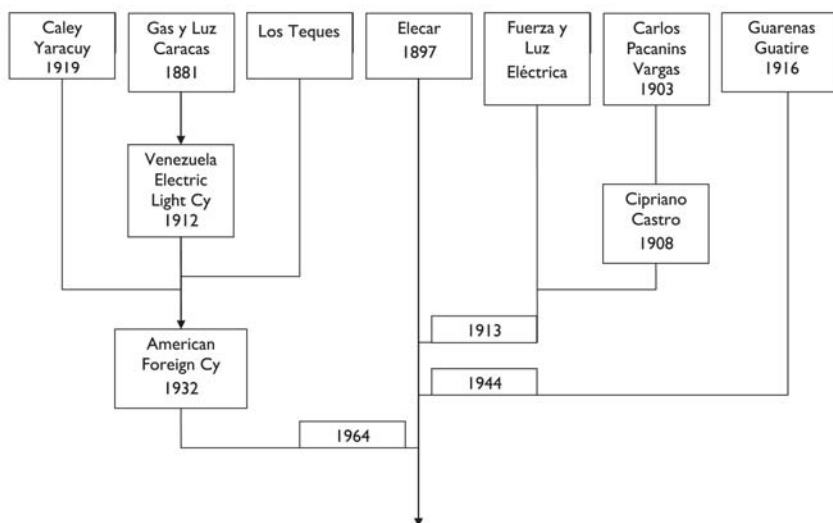 Caley
Yaracuy
1919
Gas y Luz
Caracas
1881
Los Teques
Elecar
1897
Fuerza y
Luz
Eléctrica
Carlos
Pacanins
Vargas
1903
Guarenas
Guatire
1916
Venezuela
Electric
Light Cy
1912
Cipriano
Castro
1908
1913
American
Foreign Cy
1932
1944
1964